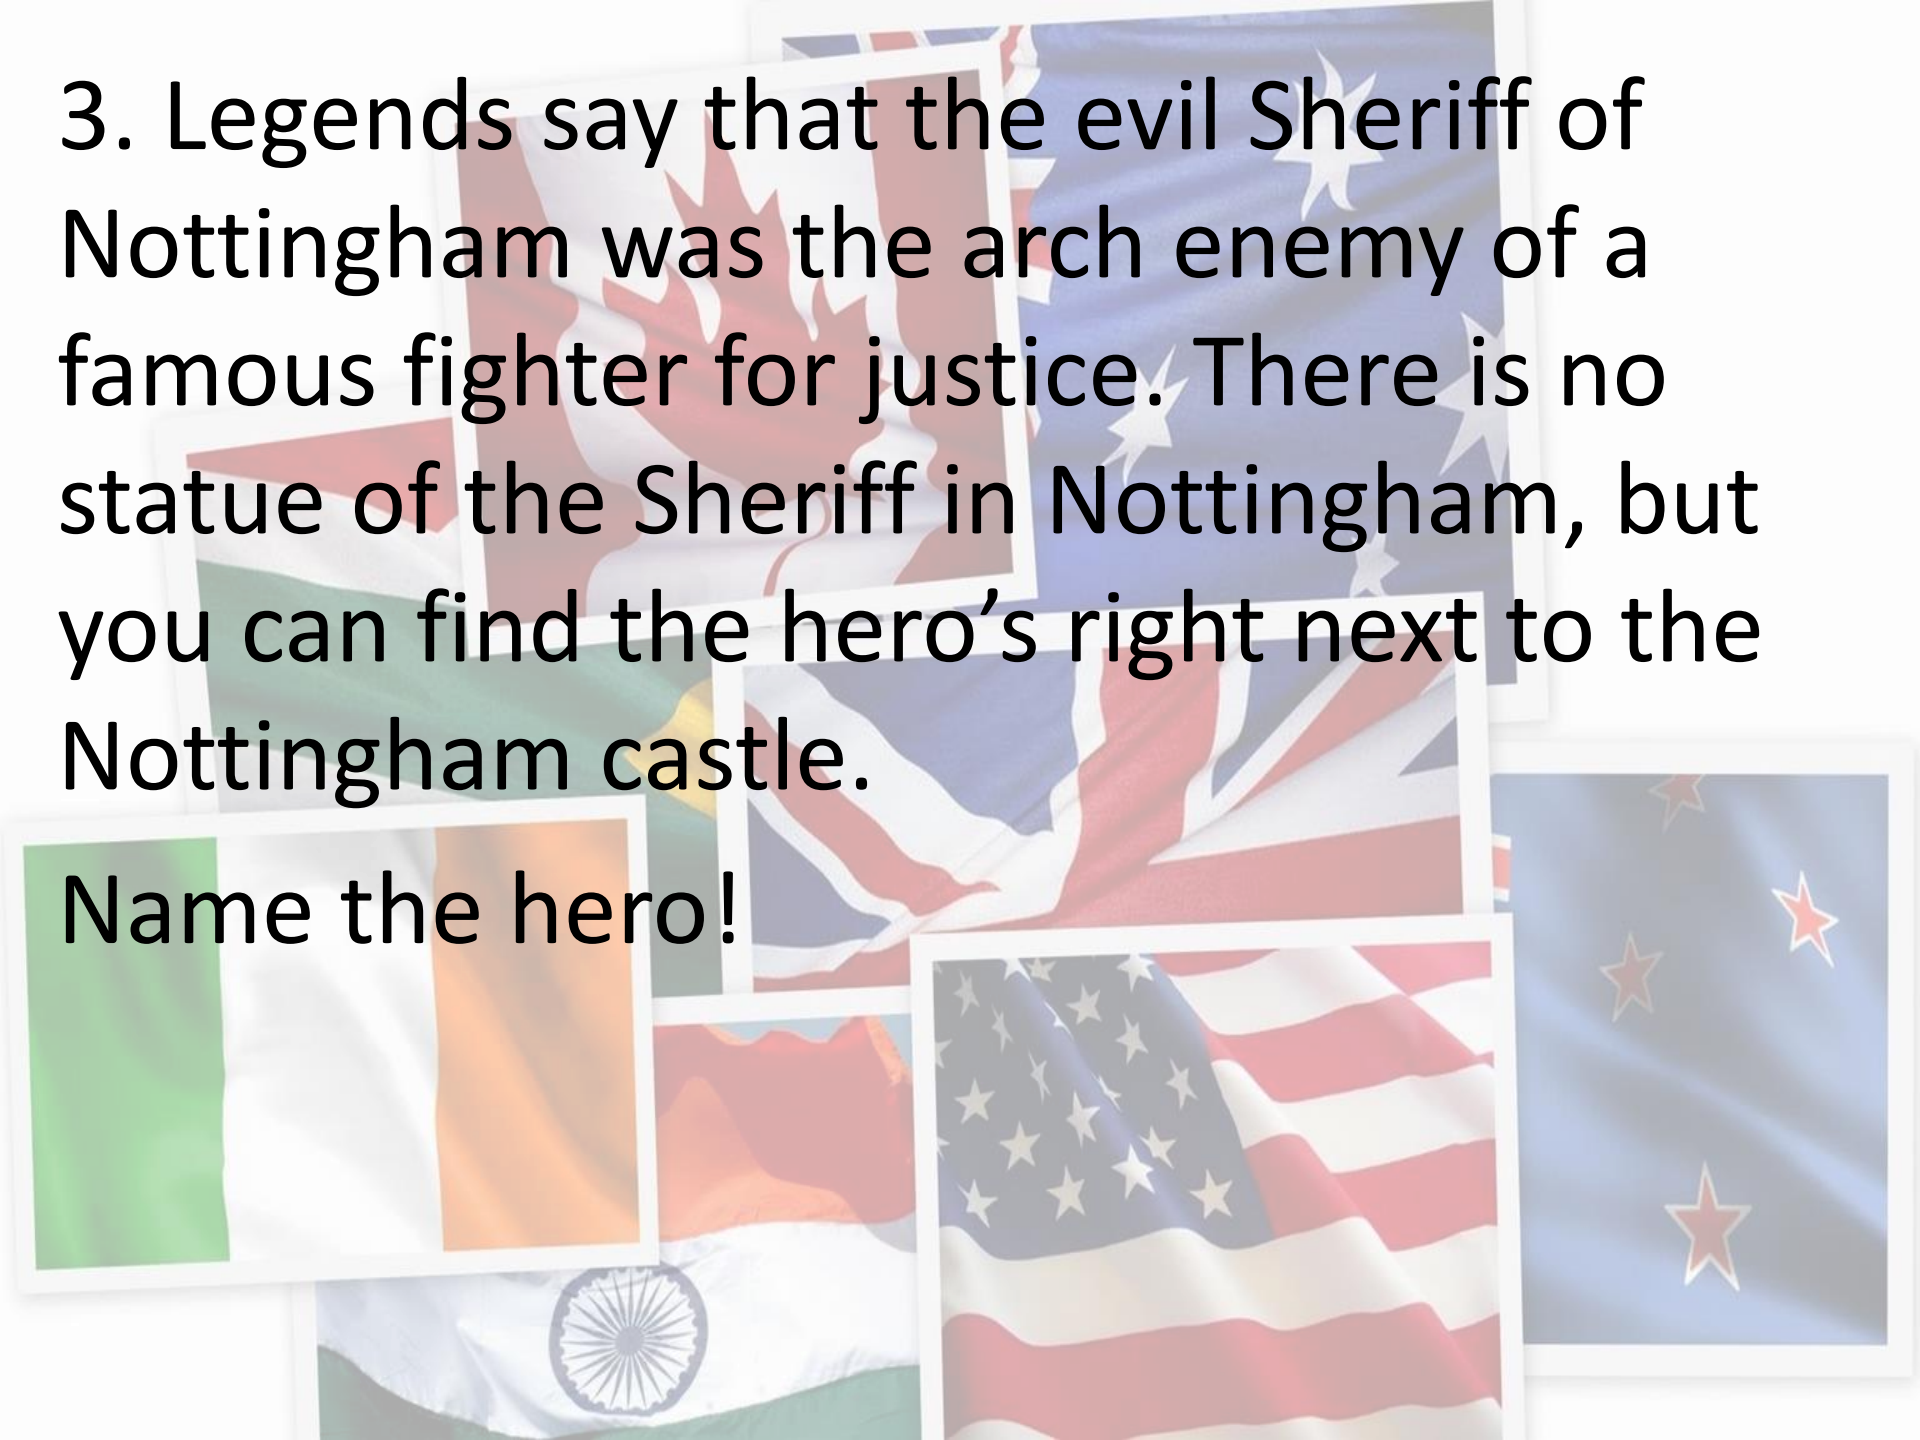 3. Legends say that the evil Sheriff of
Nottingham was the arch enemy of a
famous fighter for justice. There is no
statue of the Sheriff in Nottingham, but
you can find the hero’s right next to the
Nottingham castle.
Name the hero!